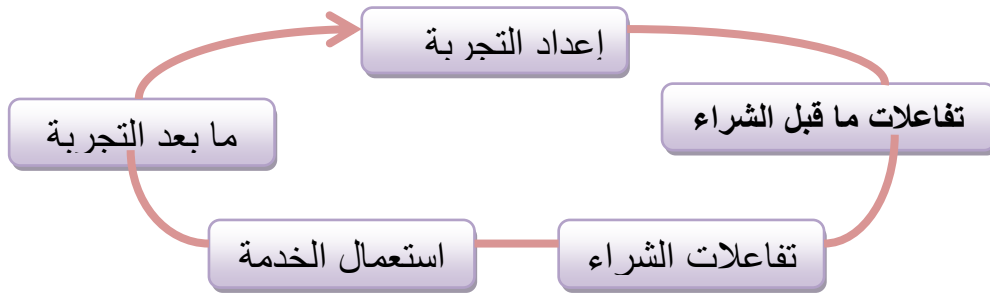 إعداد التجربة
تفاعلات ما قبل الشراء
تفاعلات الشراء
استعمال الخدمة
ما بعد التجربة